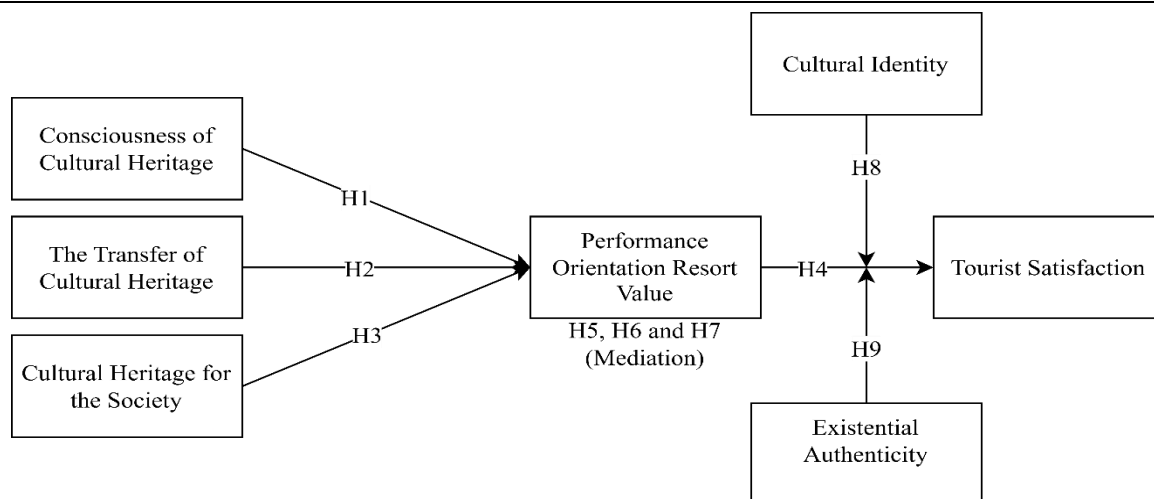 Cultural Identity
Consciousness of
Cultural Heritage
H8
H1
The Transfer of
Cultural Heritage
H2
Performance
Orientation Resort
Value
H4
Tourist Satisfaction
H5, H6 and H7
(Mediation)
H3
H9
Cultural Heritage for
the Society
Existential
Authenticity